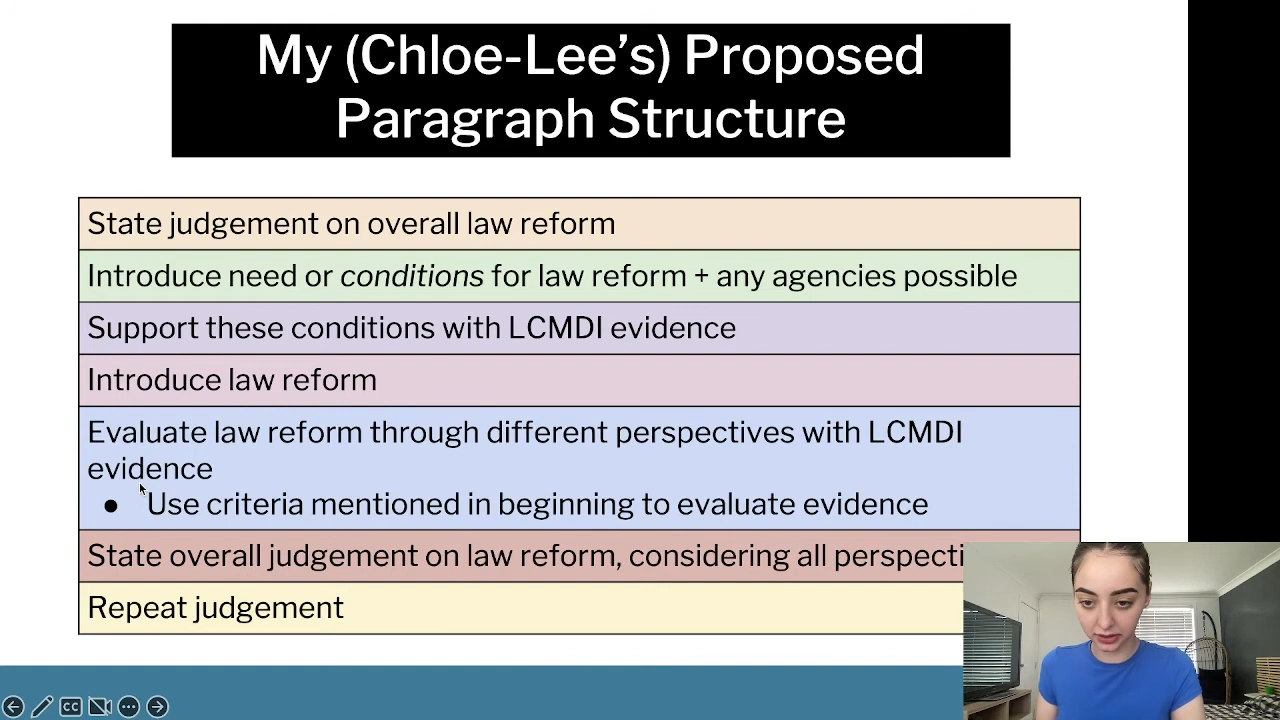 My (Chloe-Lee's) Proposed
Paragraph Structure
State judgement on overall law reform
Introduce need or conditions for law reform + any agencies possible
Support these conditions with LCMDI evidence
Introduce law reform
Evaluate law reform through different perspectives with LCMDI
evidence
● Use criteria mentioned in beginning to evaluate evidence
State overall judgement on law reform, considering all perspecti
Repeat judgement
CC